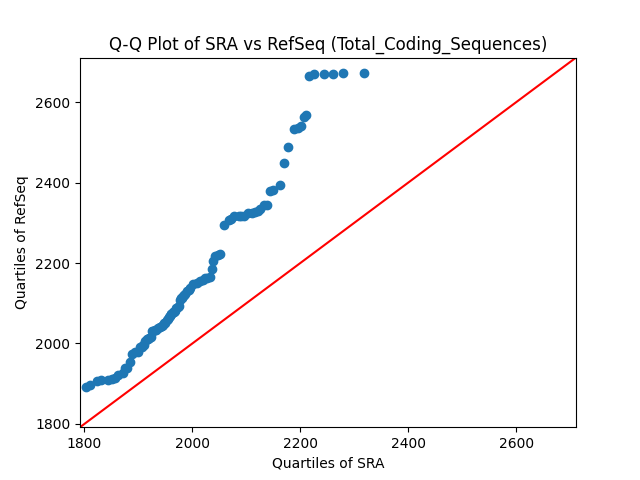 Q-Q Plot of SRA vs RefSeq (Total_Coding_Sequences)
Quartiles of RefSeq
2600
2400
2200
2000
1800
1800 2000 2200 2400 2600
Quartiles of SRA